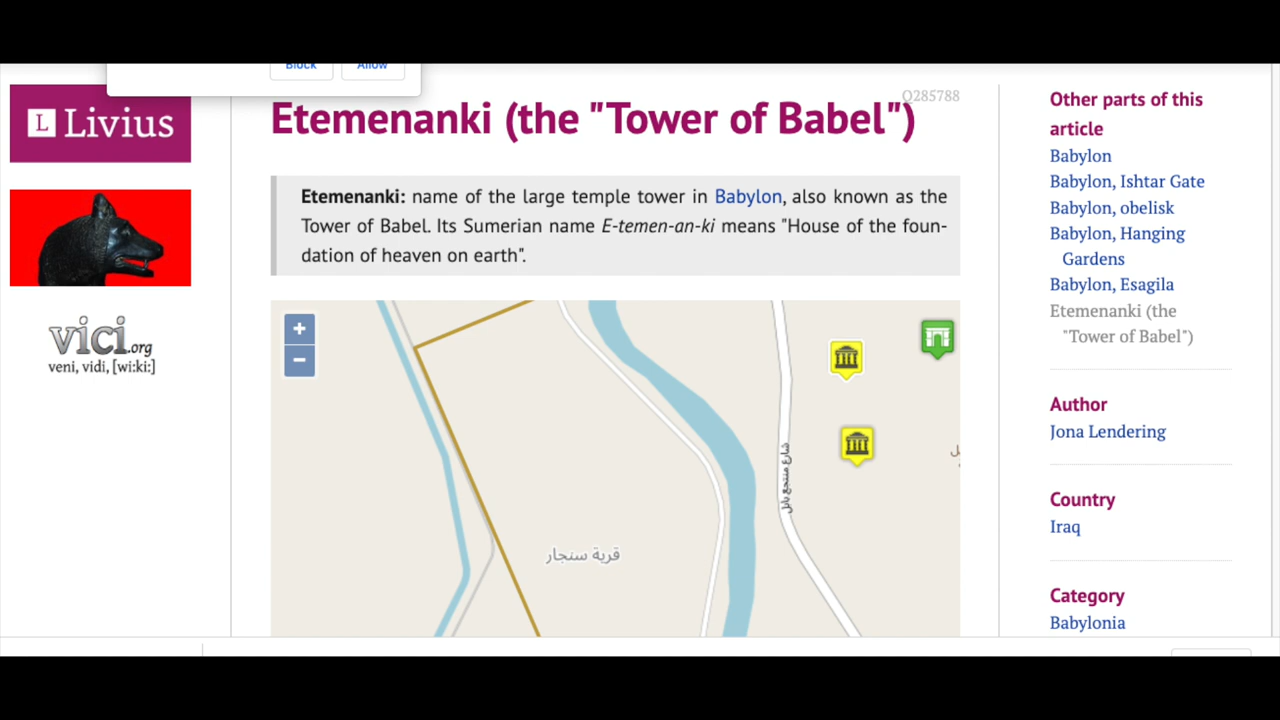 Block
Allow
L Livius
vici.org
veni, vidi, [wi:ki:]
Q285788
Etemenanki (the "Tower of Babel")
Etemenanki: name of the large temple tower in Babylon, also known as the
Tower of Babel. Its Sumerian name E-temen-an-ki means "House of the foun-
dation of heaven on earth".
+
−
شارع منتجع بابل
قرية سنجار
Other parts of this
article
Babylon
Babylon, Ishtar Gate
Babylon, obelisk
Babylon, Hanging
Gardens
Babylon, Esagila
Etemenanki (the
"Tower of Babel")
Author
Jona Lendering
Country
Iraq
Category
Babylonia